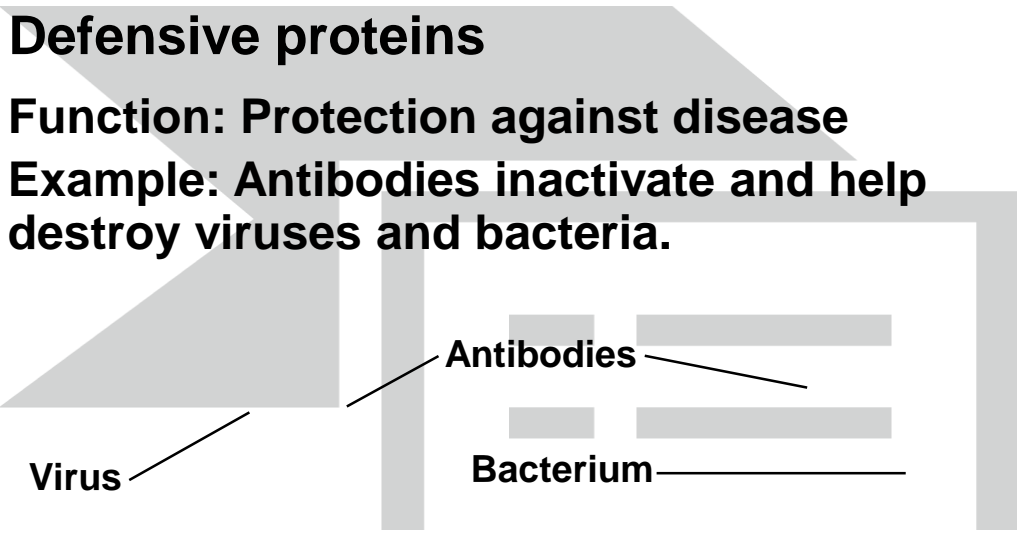 Defensive proteins
Function: Protection against disease
Example: Antibodies inactivate and help
destroy viruses and bacteria.
Antibodies
Virus
Bacterium